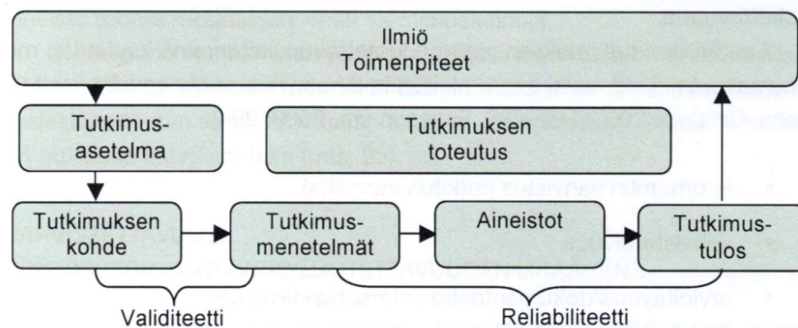 Ilmiö
Toimenpiteet
Tutkimus-
asetelma
Tutkimuksen
toteutus
Tutkimuksen
kohde
Tutkimus-
menetelmät
Aineistot
Tutkimus-
tulos
Validiteetti
Reliabiliteetti